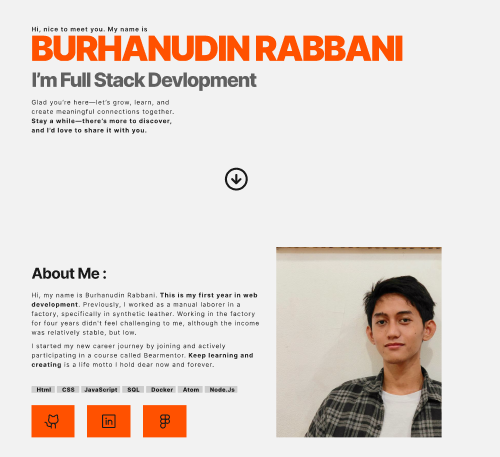 Hi, nice to meet you. My name is
BURHANUDIN RABBANI
I'm Full Stack Devlopment
Glad you're here—let's grow, learn, and
create meaningful connections together.
Stay a while—there's more to discover,
and I'd love to share it with you.
About Me :
Hi, my name is Burhanudin Rabbani. This is my first year in web
development. Previously, I worked as a manual laborer in a
factory, specifically in synthetic leather. Working in the factory
for four years didn't feel challenging to me, although the income
was relatively stable, but low.
I started my new career journey by joining and actively
participating in a course called Bearmentor. Keep learning and
creating is a life motto I hold dear now and forever.
Html CSS JavaScript SQL Docker Atom Node.Js
in